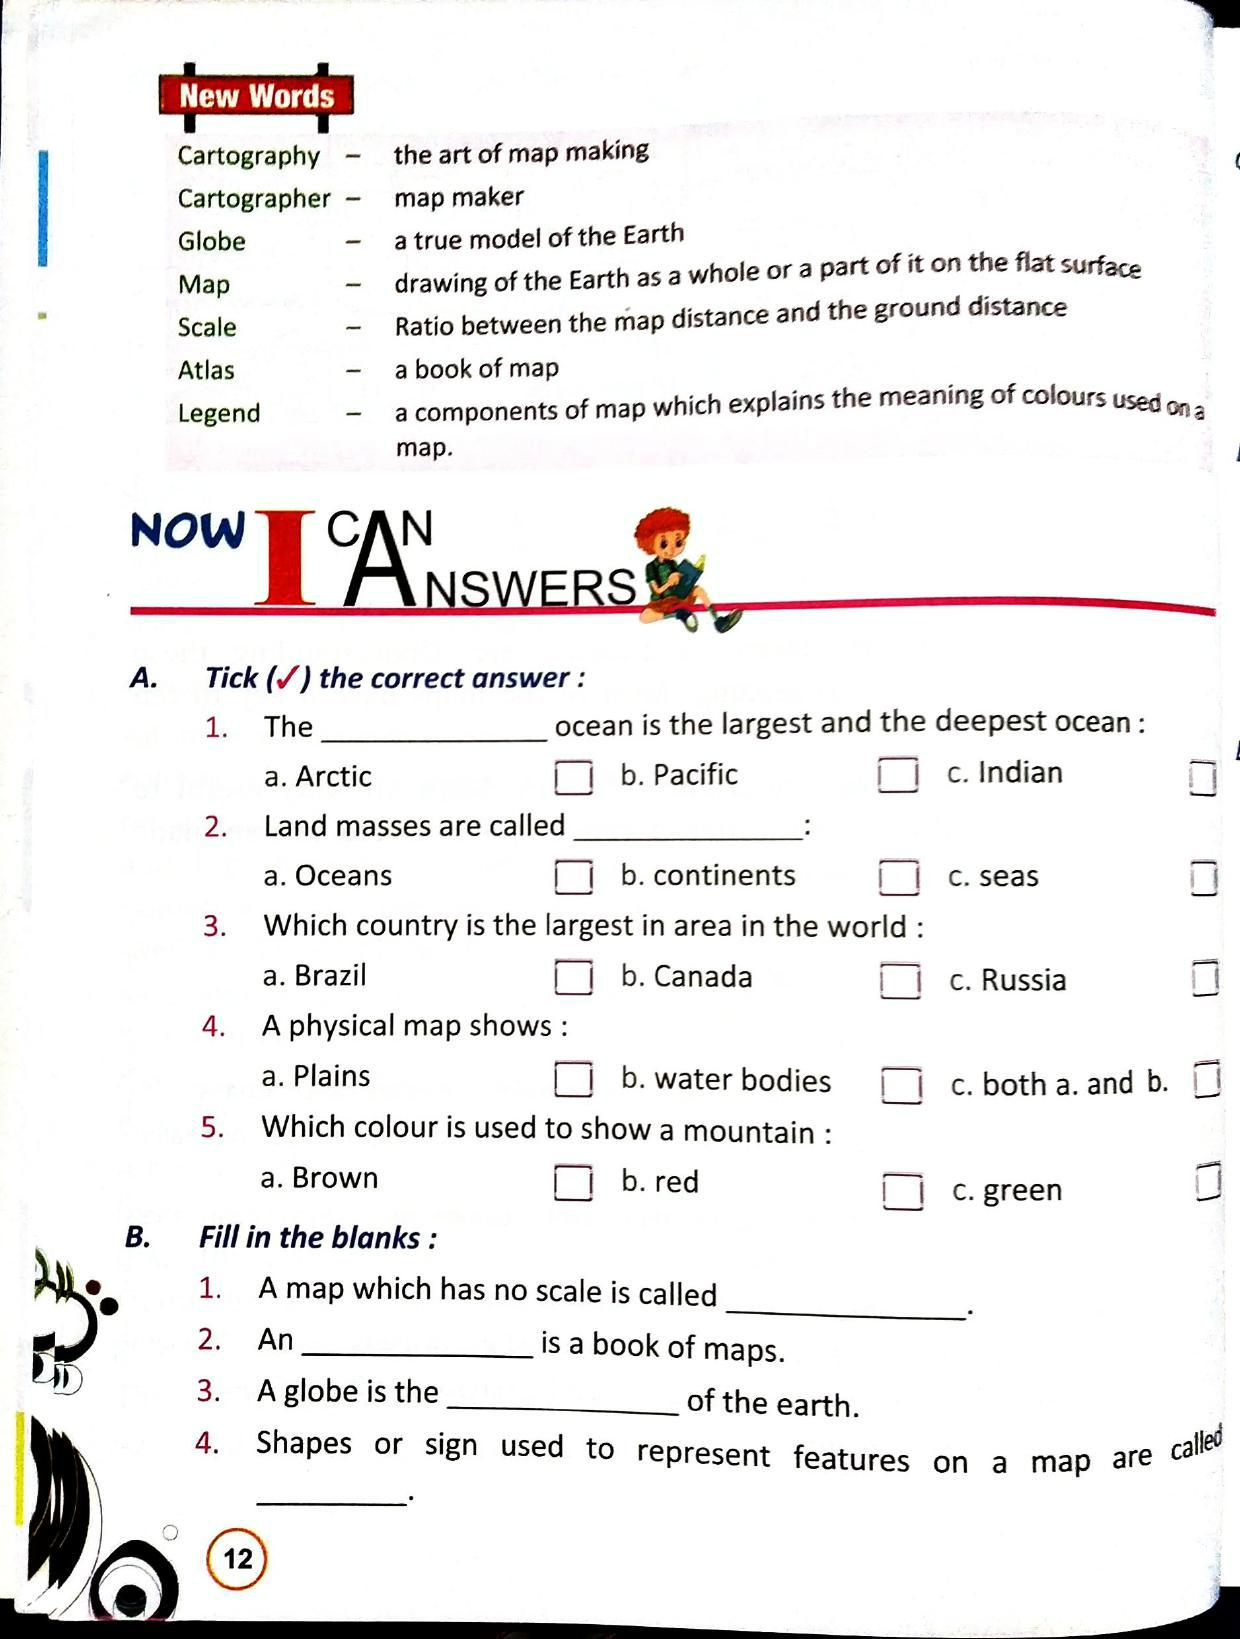 New Words
Cartography – the art of map making
Cartographer – map maker
Globe – a true model of the Earth
Map – drawing of the Earth as a whole or a part of it on the flat surface
Scale – Ratio between the map distance and the ground distance
Atlas – a book of map
Legend – a components of map which explains the meaning of colours used on a
map.
NOW I CAN ANSWERS
A. Tick (✓) the correct answer :
1. The ____________ ocean is the largest and the deepest ocean :
a. Arctic b. Pacific c. Indian
2. Land masses are called ____________:
a. Oceans b. continents c. seas
3. Which country is the largest in area in the world :
a. Brazil b. Canada c. Russia
4. A physical map shows :
a. Plains b. water bodies c. both a. and b.
5. Which colour is used to show a mountain :
a. Brown b. red c. green
B. Fill in the blanks :
1. A map which has no scale is called ____________.
2. An ____________ is a book of maps.
3. A globe is the ____________ of the earth.
4. Shapes or sign used to represent features on a map are called
____________.
12